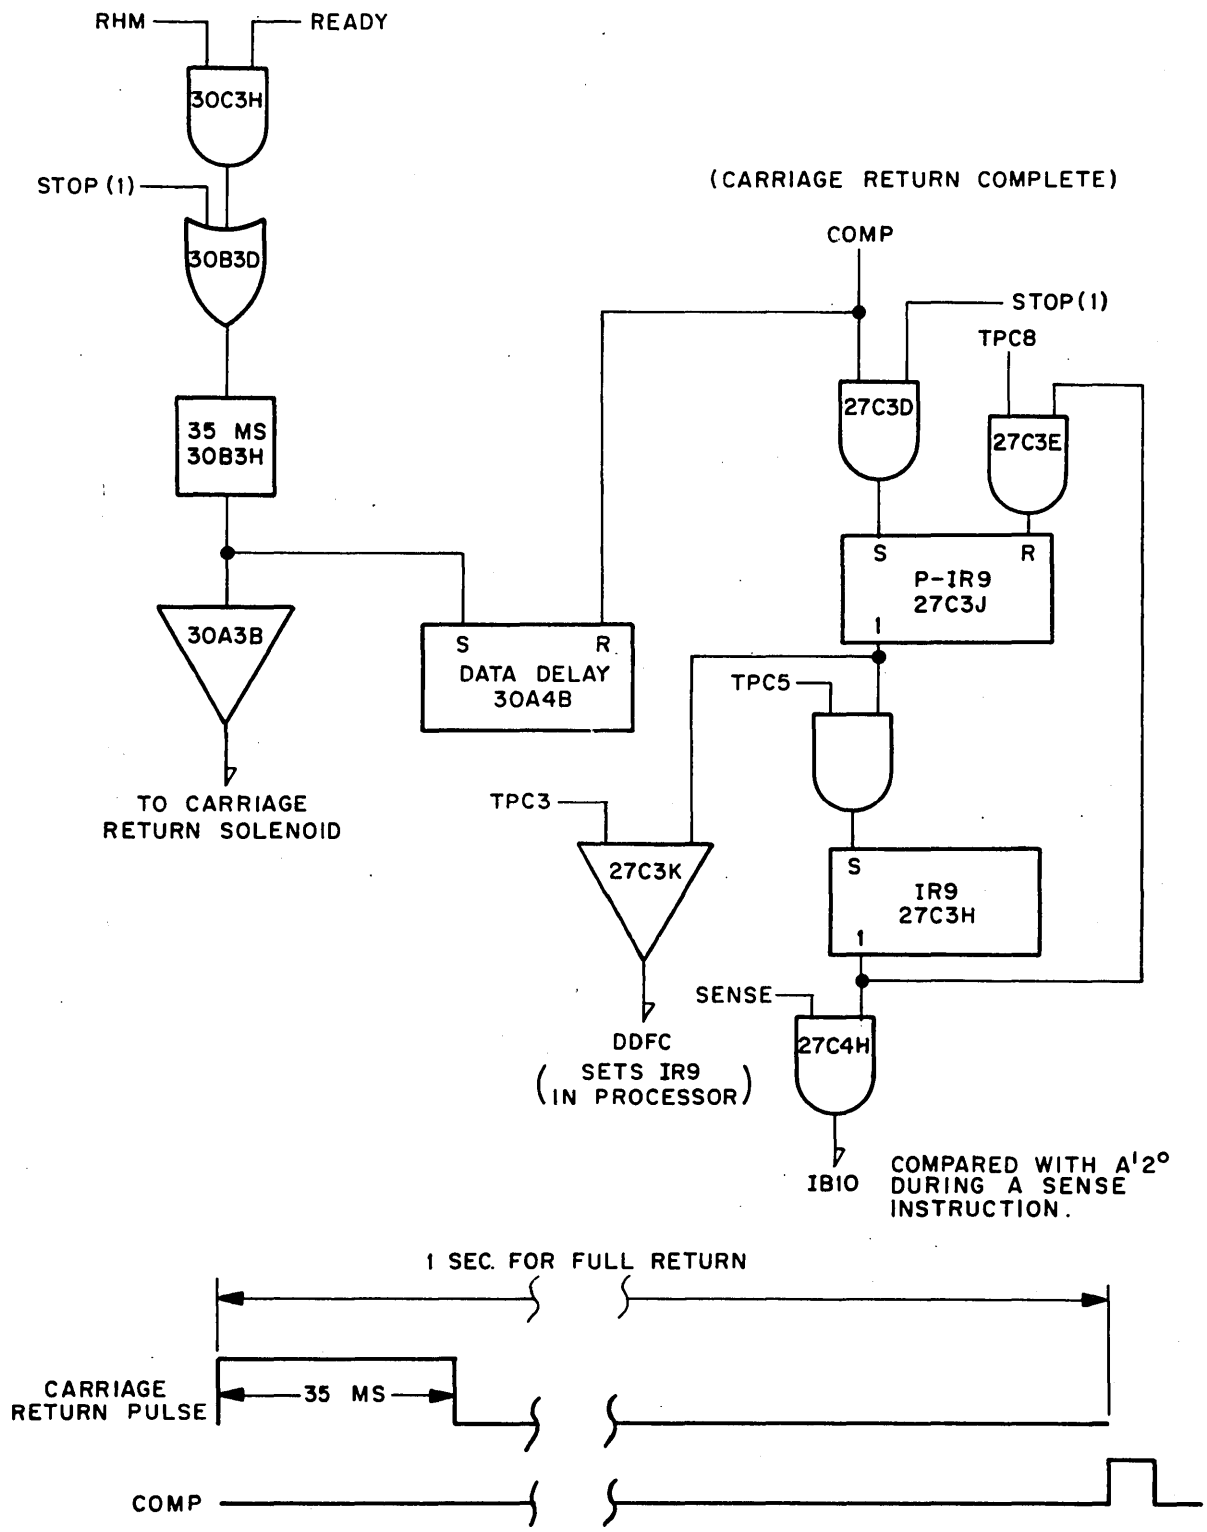 RHM
READY
30C3H
STOP (1)
30B3D
(CARRIAGE RETURN COMPLETE)
COMP
STOP (1)
TPC8
27C3D
27C3E
35 MS
30B3H
S R
P-IR9
27C3J
1
30A3B
S R
DATA DELAY
30A4B
TPC5
TO CARRIAGE
RETURN SOLENOID
TPC3
27C3K
S
IR9
27C3H
1
SENSE
27C4H
DDFC
(SETS IR9
IN PROCESSOR)
IB10
COMPARED WITH A'2⁰
DURING A SENSE
INSTRUCTION.
1 SEC. FOR FULL RETURN
CARRIAGE
RETURN PULSE
35 MS
COMP